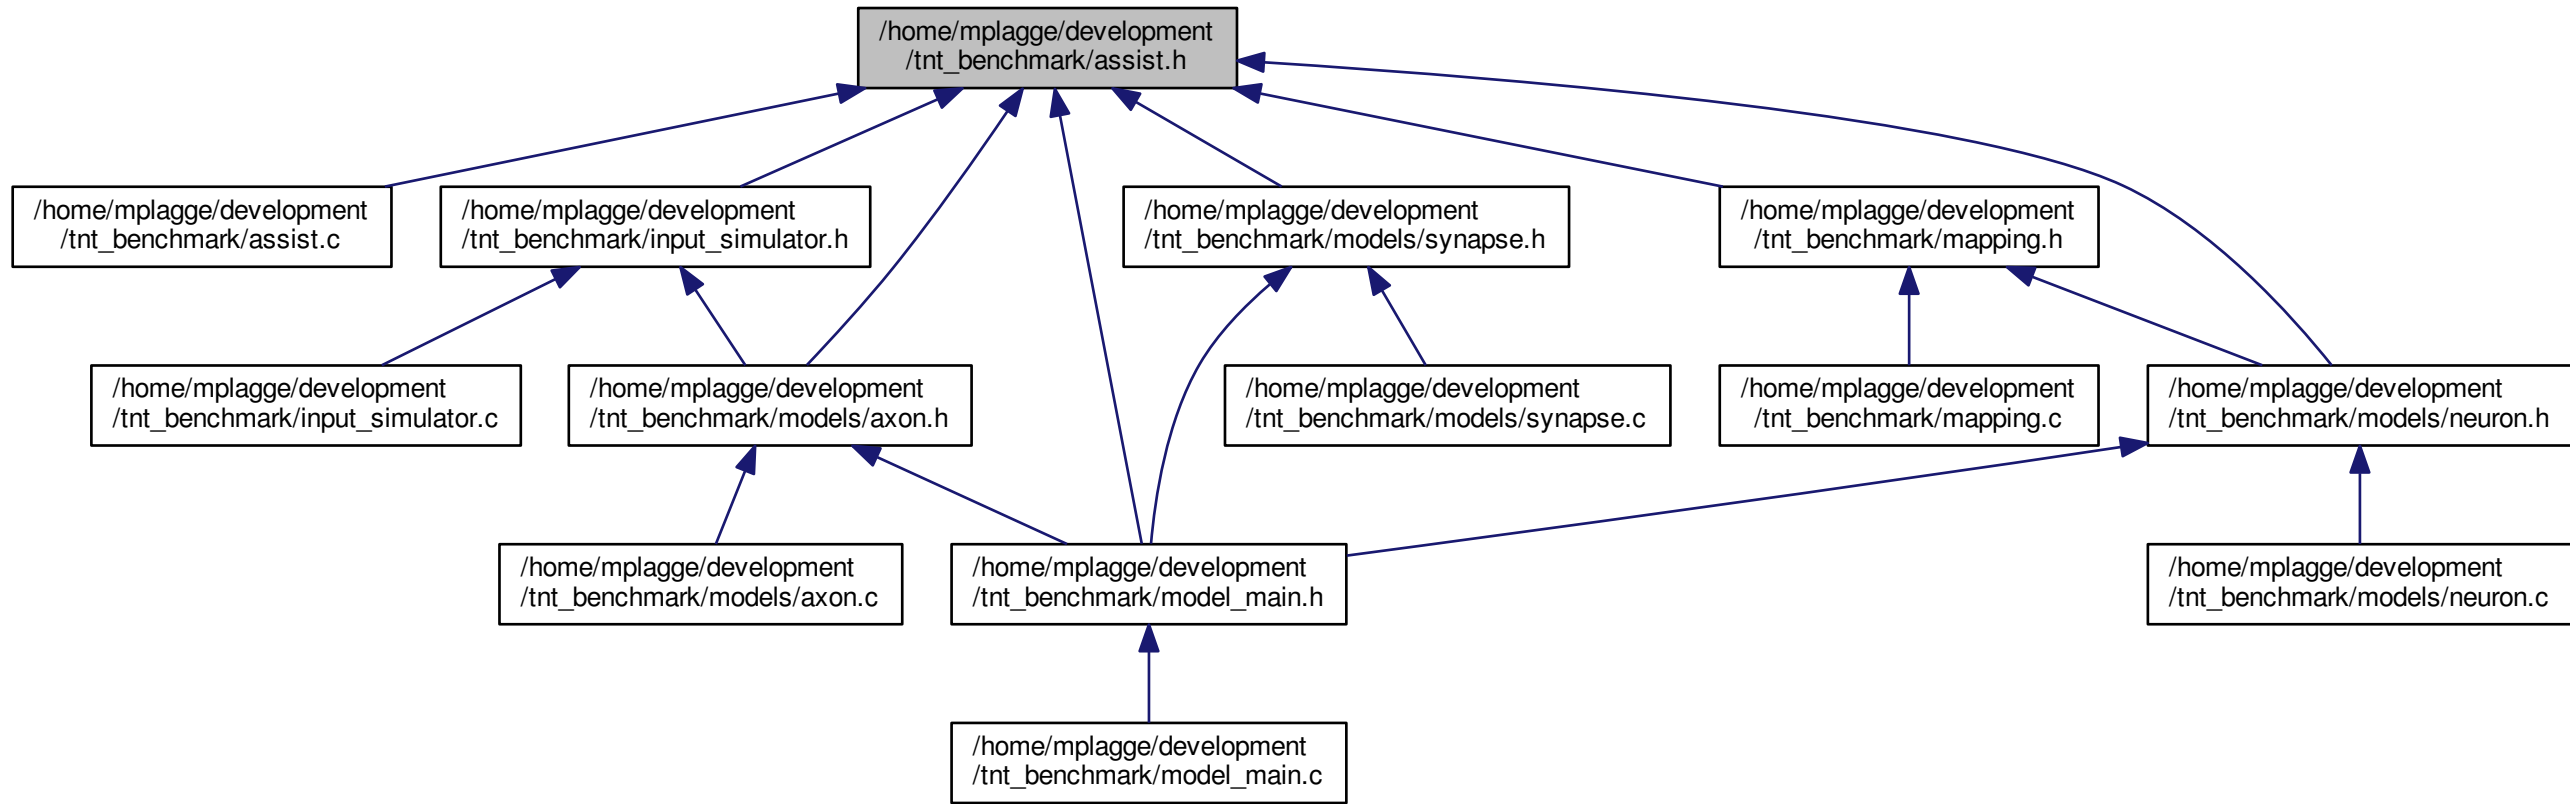 /home/mplagge/development
/tnt_benchmark/assist.h
/home/mplagge/development
/tnt_benchmark/assist.c
/home/mplagge/development
/tnt_benchmark/input_simulator.h
/home/mplagge/development
/tnt_benchmark/models/synapse.h
/home/mplagge/development
/tnt_benchmark/mapping.h
/home/mplagge/development
/tnt_benchmark/input_simulator.c
/home/mplagge/development
/tnt_benchmark/models/axon.h
/home/mplagge/development
/tnt_benchmark/models/synapse.c
/home/mplagge/development
/tnt_benchmark/mapping.c
/home/mplagge/development
/tnt_benchmark/models/neuron.h
/home/mplagge/development
/tnt_benchmark/models/axon.c
/home/mplagge/development
/tnt_benchmark/model_main.h
/home/mplagge/development
/tnt_benchmark/models/neuron.c
/home/mplagge/development
/tnt_benchmark/model_main.c